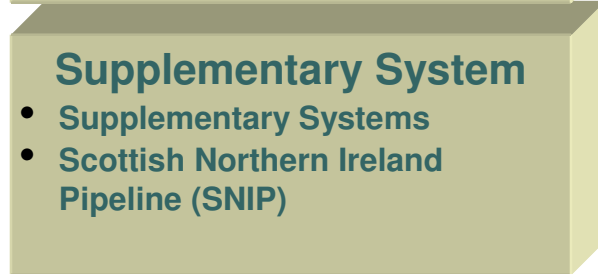 Supplementary System
• Supplementary Systems
• Scottish Northern Ireland
Pipeline (SNIP)